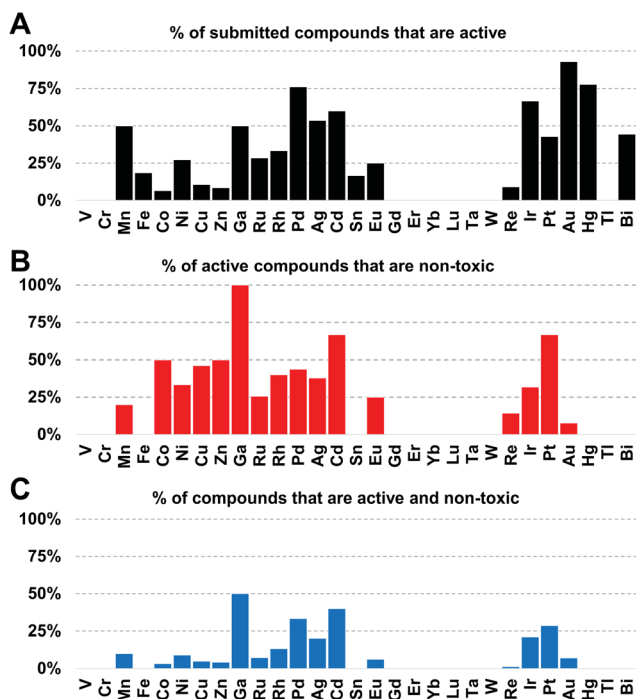 A
% of submitted compounds that are active
100%
75%
50%
25%
0%
V Cr Mn Fe Co Ni Cu Zn Ga Ru Rh Pd Ag Cd Sn Eu Gd Er Yb Lu Ta W Re Ir Pt Au Hg Tl Bi
B
% of active compounds that are non-toxic
100%
75%
50%
25%
0%
V Cr Mn Fe Co Ni Cu Zn Ga Ru Rh Pd Ag Cd Sn Eu Gd Er Yb Lu Ta W Re Ir Pt Au Hg Tl Bi
C
% of compounds that are active and non-toxic
100%
75%
50%
25%
0%
V Cr Mn Fe Co Ni Cu Zn Ga Ru Rh Pd Ag Cd Sn Eu Gd Er Yb Lu Ta W Re Ir Pt Au Hg Tl Bi